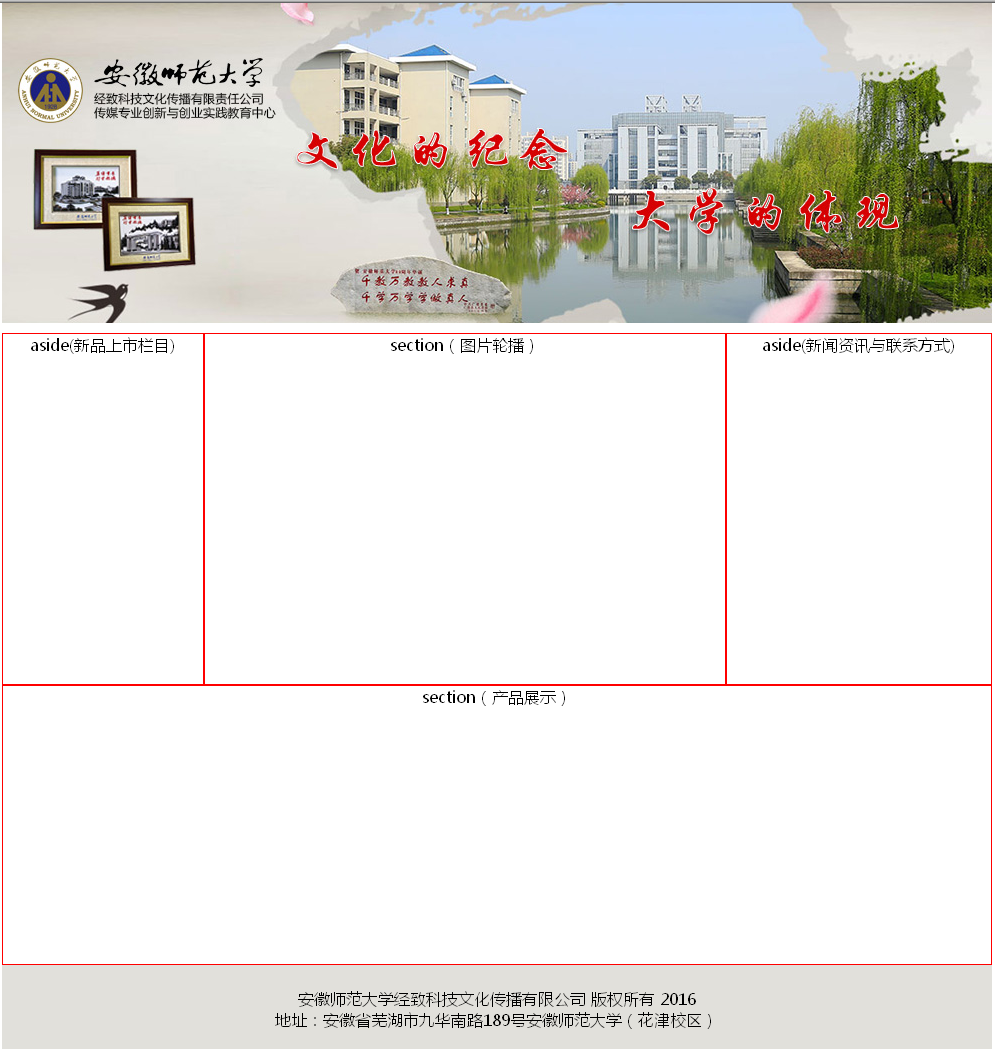 安徽师范大学
经致科技文化传播有限责任公司
传媒专业创新与创业实践教育中心
文化的纪念
大学的体现
千教万教教人求真
千学万学学做真人
aside(新品上市栏目)
section（图片轮播）
aside(新闻资讯与联系方式)
section（产品展示）
安徽师范大学经致科技文化传播有限公司 版权所有 2016
地址：安徽省芜湖市九华南路189号安徽师范大学（花津校区）